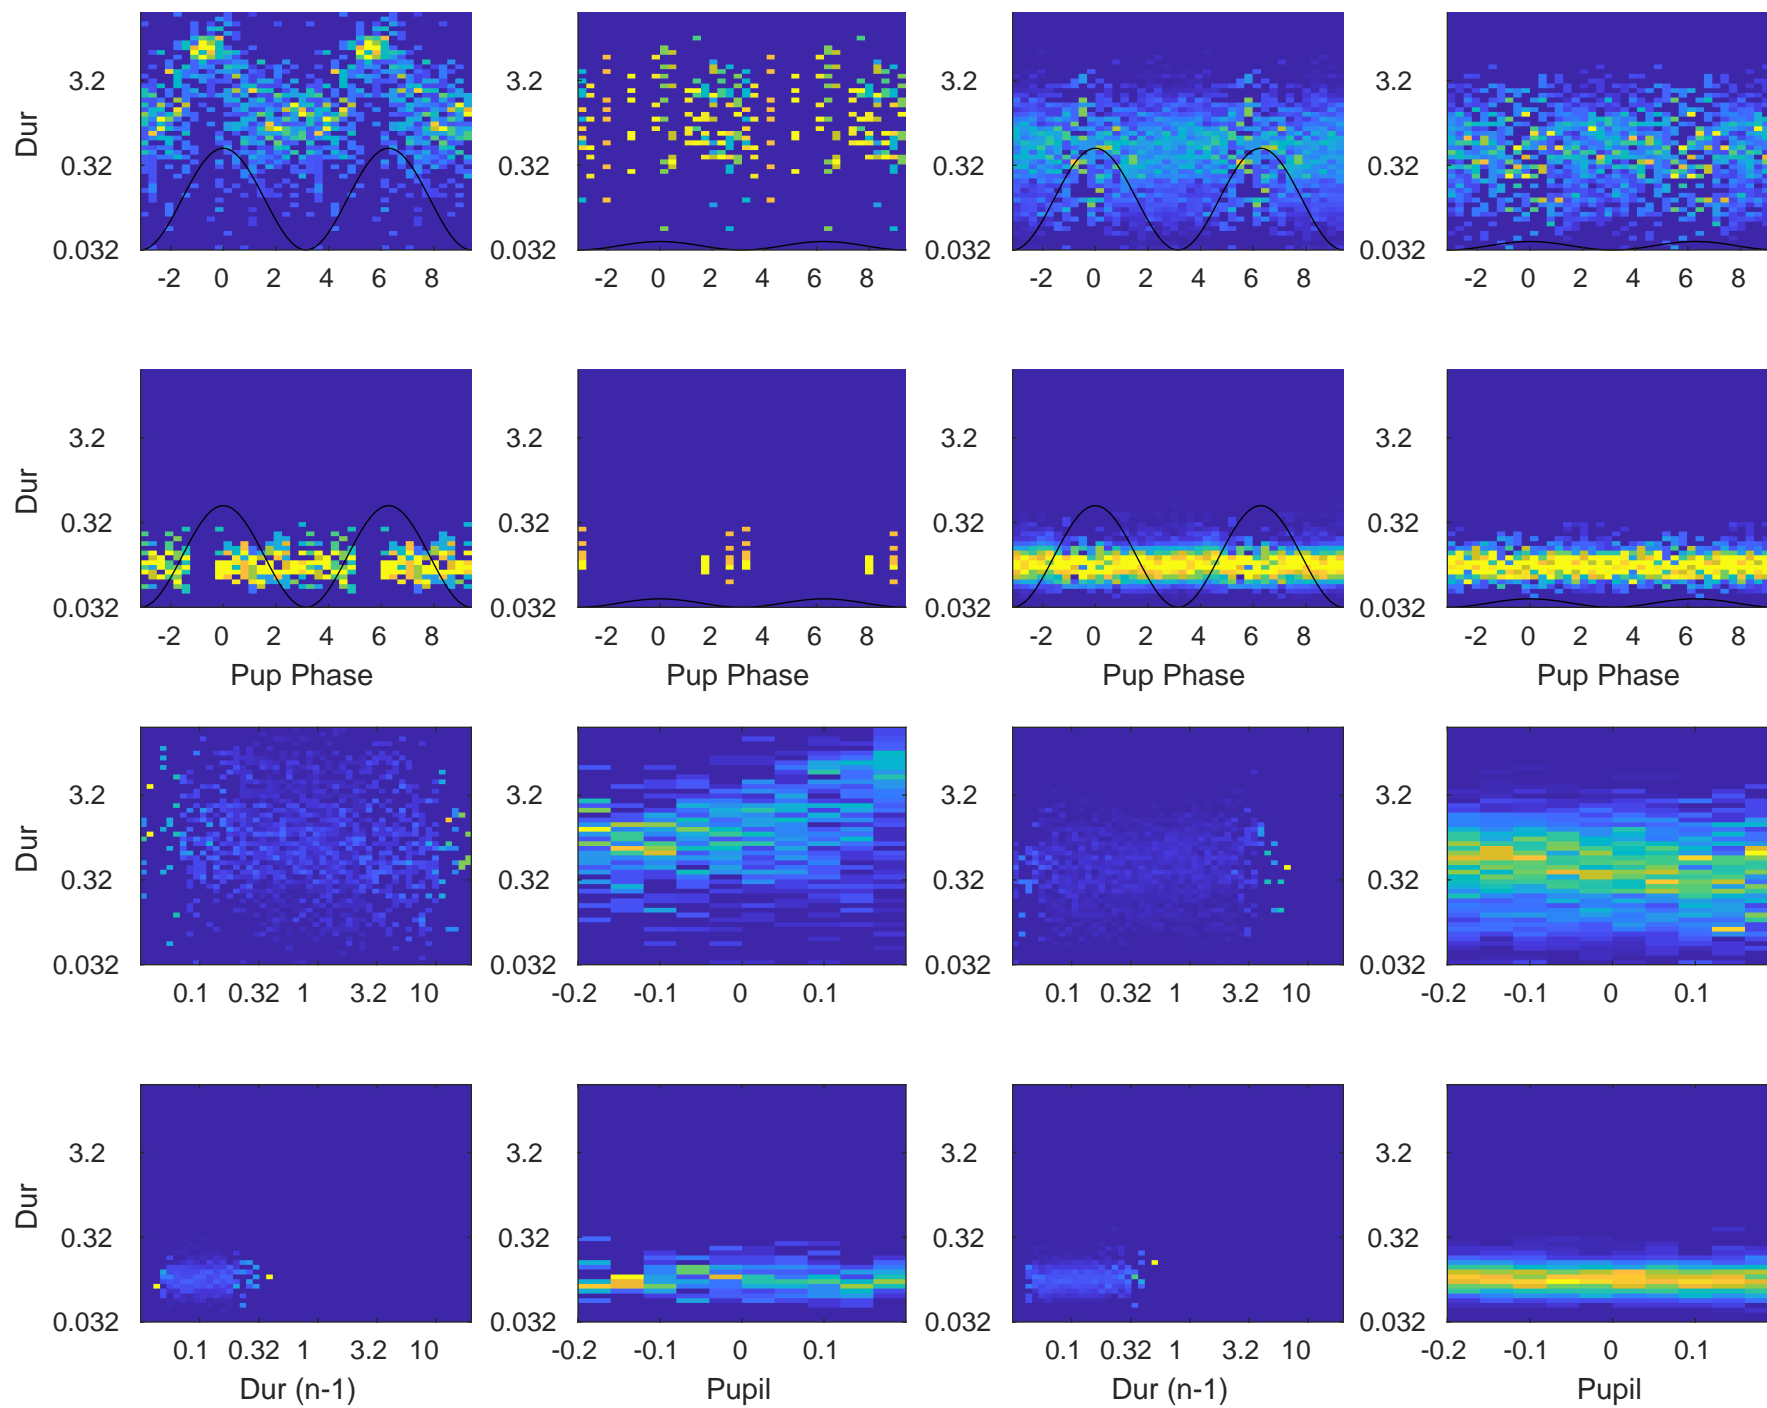 Dur
3.2 3.2 3.2 3.2
0.32 0.32 0.32 0.32
0.032 0.032 0.032 0.032
-2 0 2 4 6 8 -2 0 2 4 6 8 -2 0 2 4 6 8 -2 0 2 4 6 8
Dur
3.2 3.2 3.2 3.2
0.32 0.32 0.32 0.32
0.032 0.032 0.032 0.032
-2 0 2 4 6 8 -2 0 2 4 6 8 -2 0 2 4 6 8 -2 0 2 4 6 8
Pup Phase Pup Phase Pup Phase Pup Phase
Dur
3.2 3.2 3.2 3.2
0.32 0.32 0.32 0.32
0.032 0.032 0.032 0.032
0.1 0.32 1 3.2 10 -0.2 -0.1 0 0.1 0.1 0.32 1 3.2 10 -0.2 -0.1 0 0.1
Dur
3.2 3.2 3.2 3.2
0.32 0.32 0.32 0.32
0.032 0.032 0.032 0.032
0.1 0.32 1 3.2 10 -0.2 -0.1 0 0.1 0.1 0.32 1 3.2 10 -0.2 -0.1 0 0.1
Dur (n-1) Pupil Dur (n-1) Pupil